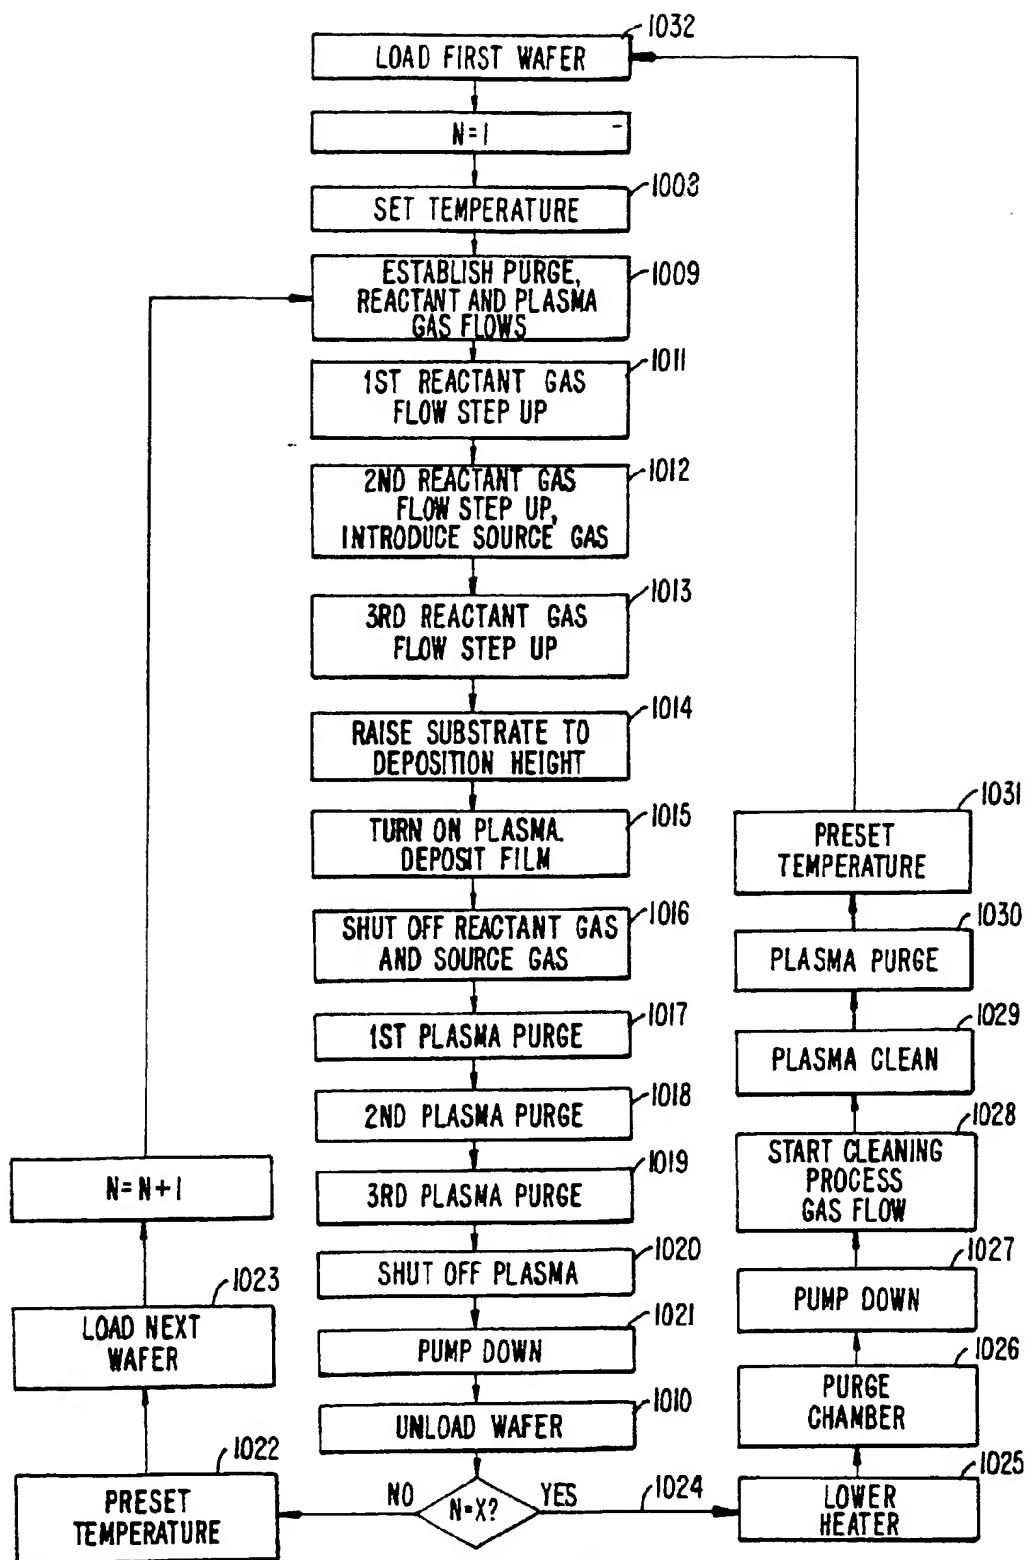 1032
LOAD FIRST WAFER
N=1
1008
SET TEMPERATURE
1009
ESTABLISH PURGE,
REACTANT AND PLASMA
GAS FLOWS
1011
1ST REACTANT GAS
FLOW STEP UP
1012
2ND REACTANT GAS
FLOW STEP UP,
INTRODUCE SOURCE GAS
1013
3RD REACTANT GAS
FLOW STEP UP
1014
RAISE SUBSTRATE TO
DEPOSITION HEIGHT
1015
TURN ON PLASMA.
DEPOSIT FILM
1016
SHUT OFF REACTANT GAS
AND SOURCE GAS
1017
1ST PLASMA PURGE
1018
2ND PLASMA PURGE
1019
3RD PLASMA PURGE
1020
SHUT OFF PLASMA
1021
PUMP DOWN
1010
UNLOAD WAFER
N=X?
NO
YES
1022
PRESET
TEMPERATURE
1023
LOAD NEXT
WAFER
N=N+1
1024
1025
LOWER
HEATER
1026
PURGE
CHAMBER
1027
PUMP DOWN
1028
START CLEANING
PROCESS
GAS FLOW
1029
PLASMA CLEAN
1030
PLASMA PURGE
1031
PRESET
TEMPERATURE